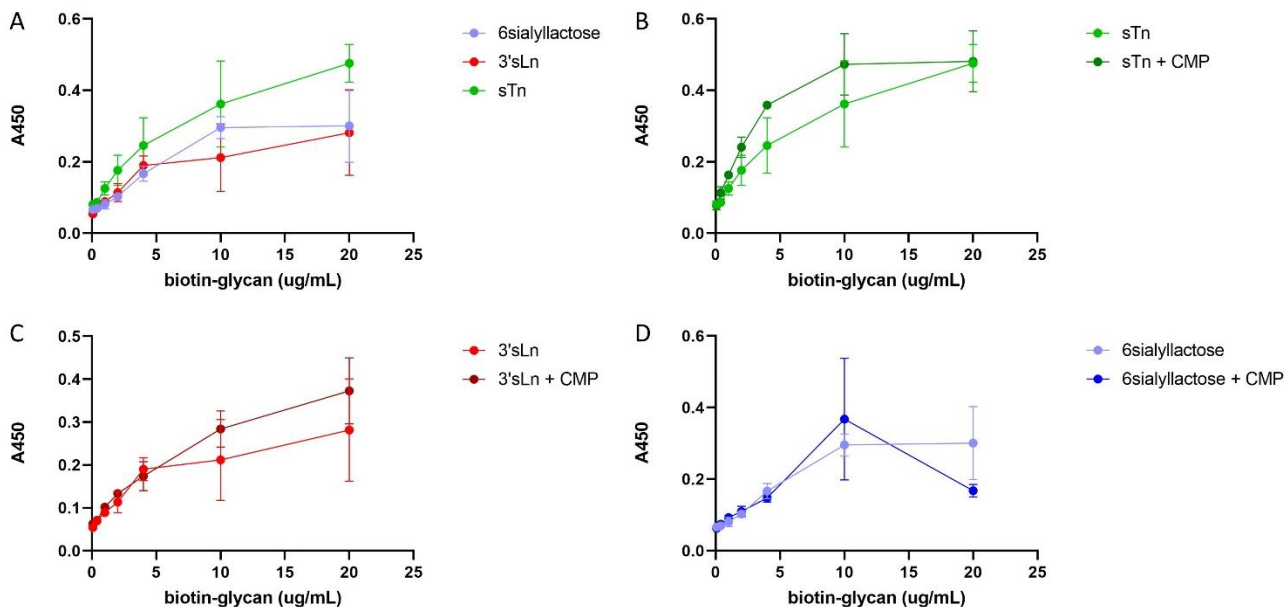 A
0.6
0.4
0.2
0.0
A450
0 5 10 15 20 25
biotin-glycan (ug/mL)
6sialyllactose
3'sLn
sTn
B
0.6
0.4
0.2
0.0
A450
0 5 10 15 20 25
biotin-glycan (ug/mL)
sTn
sTn + CMP
C
0.5
0.4
0.3
0.2
0.1
0.0
A450
0 5 10 15 20 25
biotin-glycan (ug/mL)
3'sLn
3'sLn + CMP
D
0.6
0.4
0.2
0.0
A450
0 5 10 15 20 25
biotin-glycan (ug/mL)
6sialyllactose
6sialyllactose + CMP